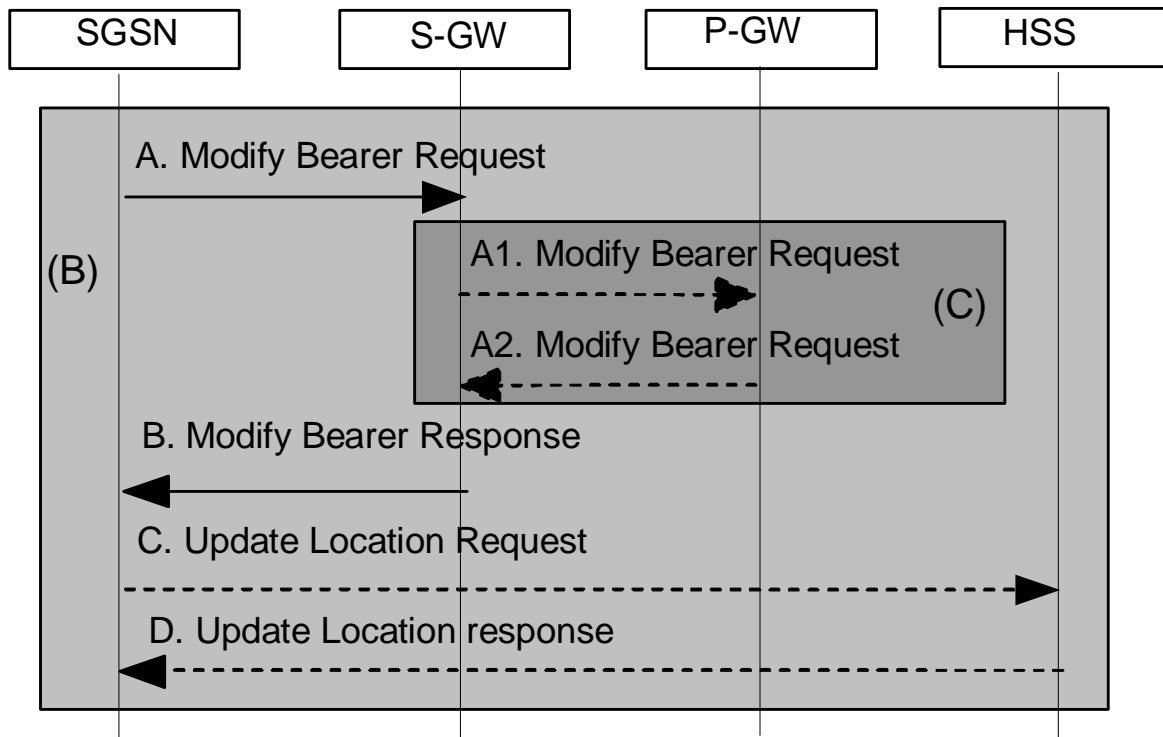 SGSN
S-GW
P-GW
HSS
A. Modify Bearer Request
(B)
A1. Modify Bearer Request
(C)
A2. Modify Bearer Request
B. Modify Bearer Response
C. Update Location Request
D. Update Location response